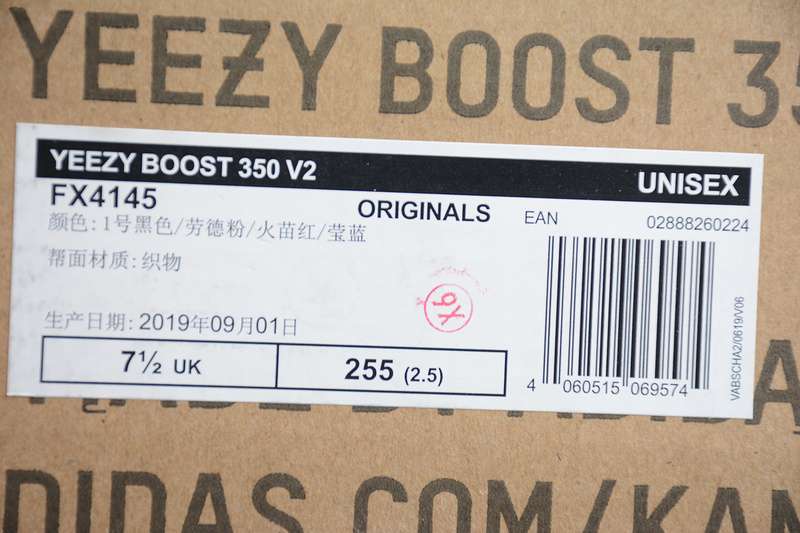 YEEZY BOOST 35
YEEZY BOOST 350 V2
UNISEX
FX4145
ORIGINALS
EAN
02888260224
颜色: 1号黑色/劳德粉/火苗红/莹蓝
帮面材质: 织物
生产日期: 2019年09月01日
7½ UK
255 (2.5)
4 060515 069574
VABSCHA2/0619/V06
DIDAS.COM/KAN